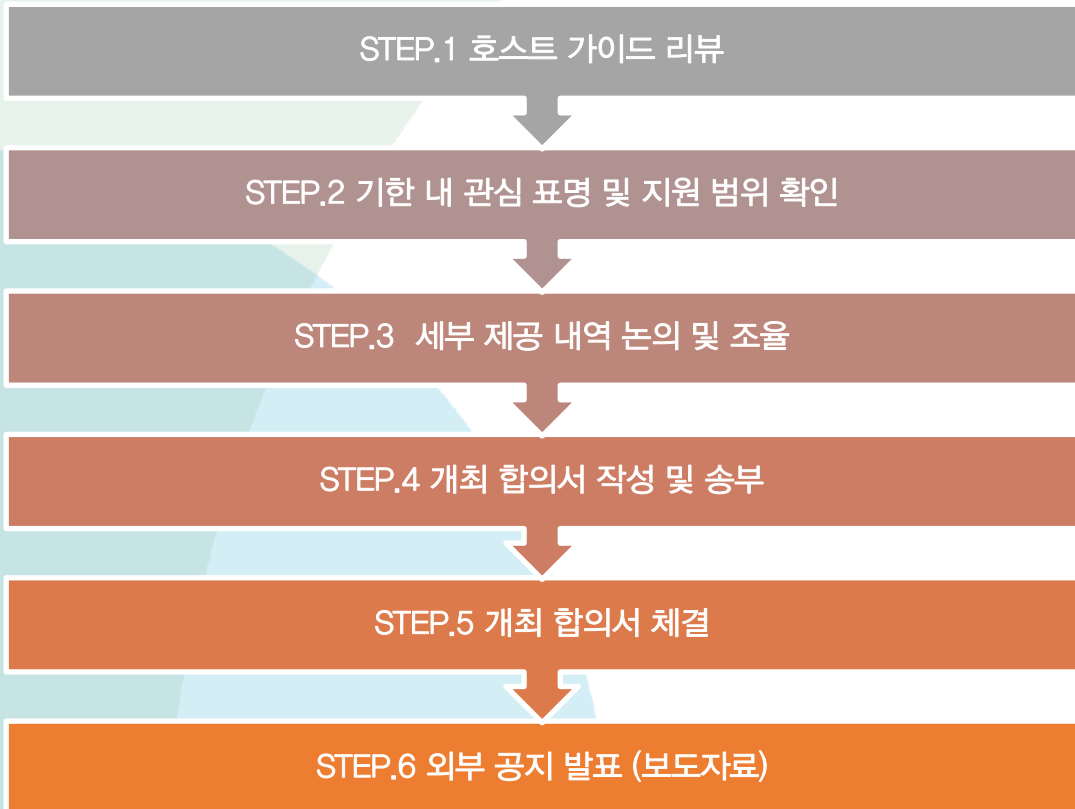 STEP.1 호스트 가이드 리뷰
STEP.2 기한 내 관심 표명 및 지원 범위 확인
STEP.3 세부 제공 내역 논의 및 조율
STEP.4 개최 합의서 작성 및 송부
STEP.5 개최 합의서 체결
STEP.6 외부 공지 발표 (보도자료)